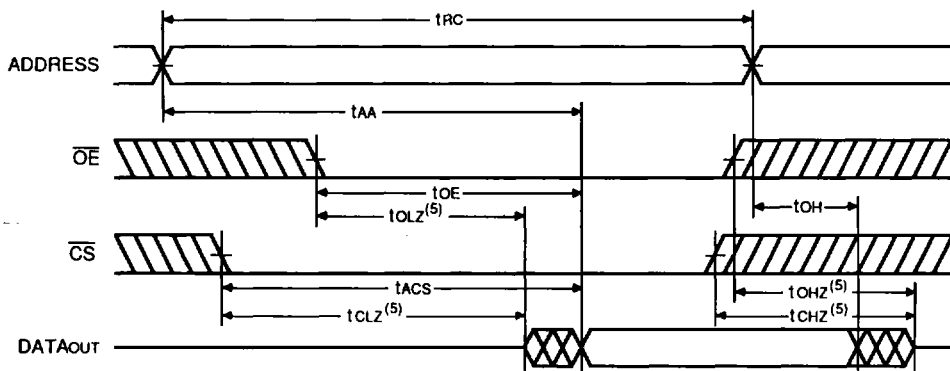 tRC
ADDRESS
tAA
OE
tOE
tOLZ(5)
tOH
CS
tACS
tOHZ(5)
tCLZ(5)
tCHZ(5)
DATAOUT